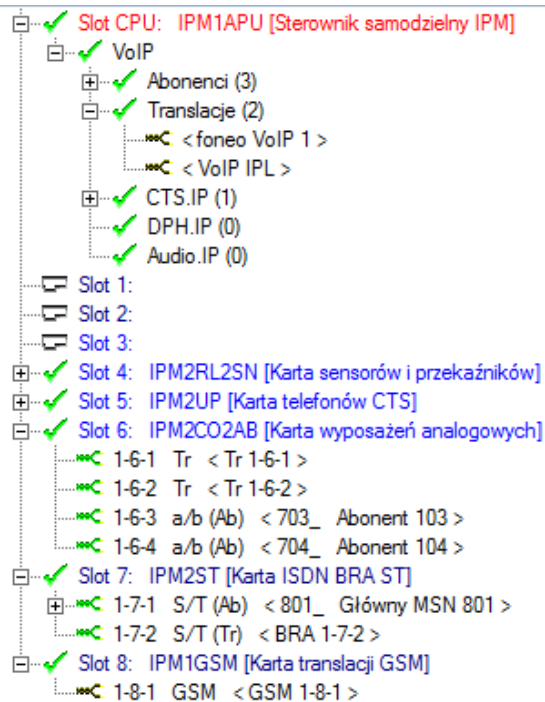 Slot CPU: IPM1APU [Sterownik samodzielny IPM]
VoIP
Abonenci (3)
Translacje (2)
< foneo VoIP 1 >
< VoIP IPL >
CTS.IP (1)
DPH.IP (0)
Audio.IP (0)
Slot 1:
Slot 2:
Slot 3:
Slot 4: IPM2RL2SN [Karta sensorów i przekaźników]
Slot 5: IPM2UP [Karta telefonów CTS]
Slot 6: IPM2CO2AB [Karta wyposażeń analogowych]
1-6-1 Tr < Tr 1-6-1 >
1-6-2 Tr < Tr 1-6-2 >
1-6-3 a/b (Ab) < 703_ Abonent 103 >
1-6-4 a/b (Ab) < 704_ Abonent 104 >
Slot 7: IPM2ST [Karta ISDN BRA ST]
1-7-1 S/T (Ab) < 801_ Główny MSN 801 >
1-7-2 S/T (Tr) < BRA 1-7-2 >
Slot 8: IPM1GSM [Karta translacji GSM]
1-8-1 GSM < GSM 1-8-1 >